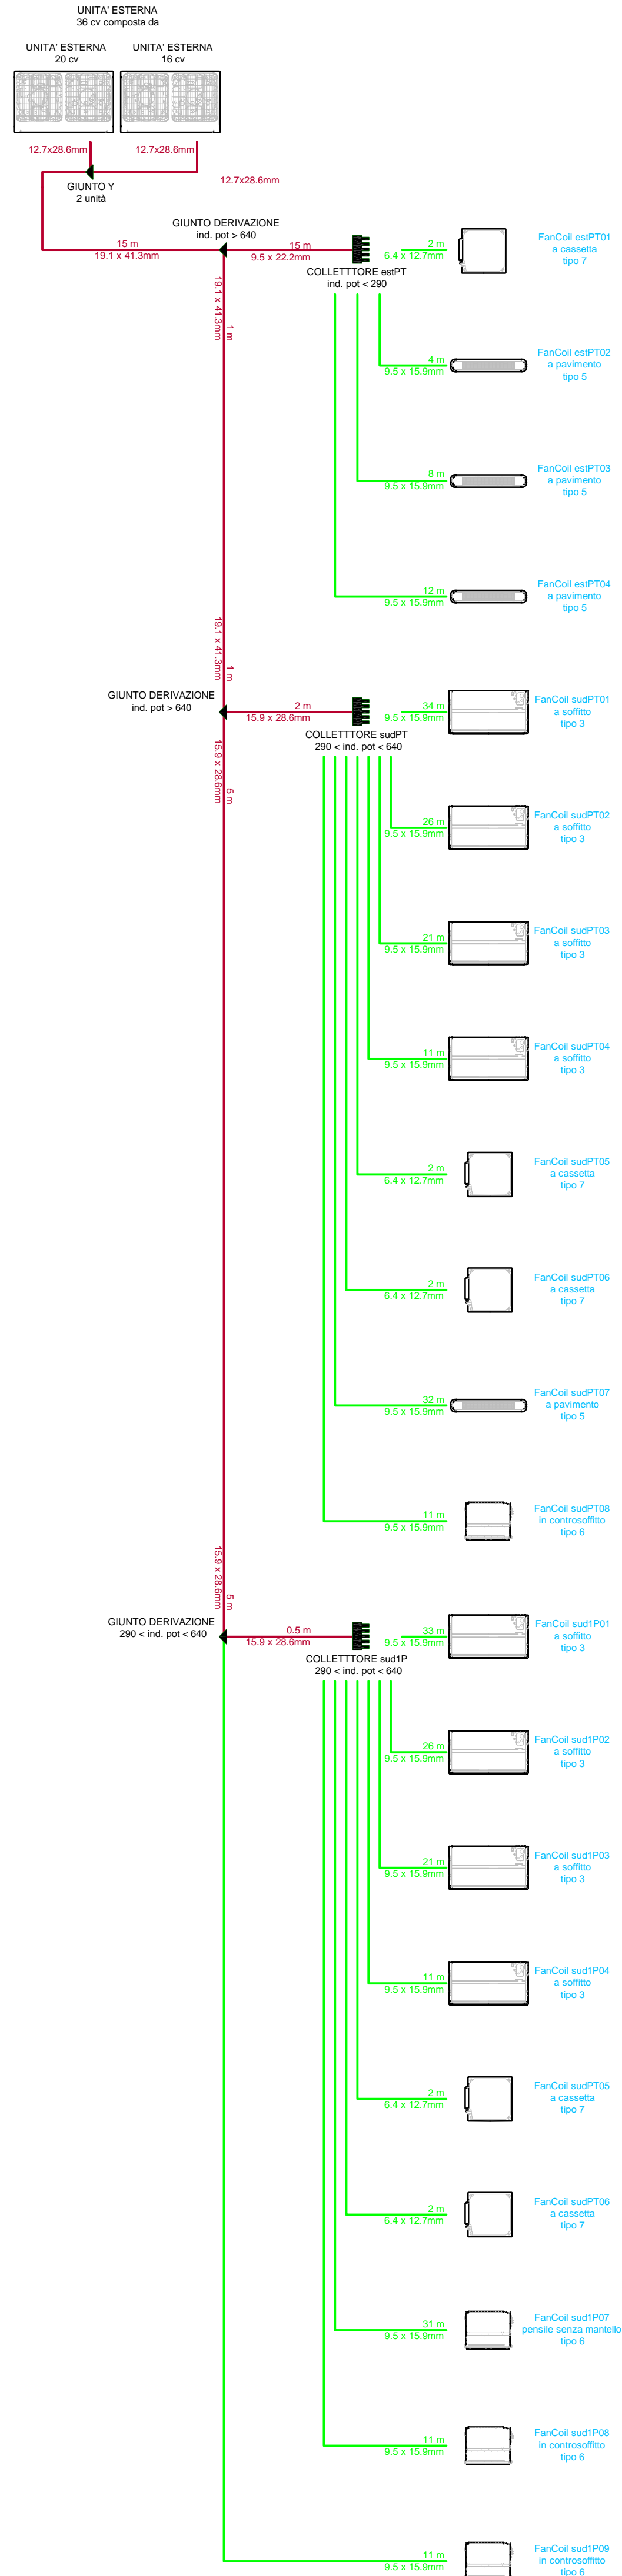 UNITA' ESTERNA
36 cv composta da
UNITA' ESTERNA
20 cv
UNITA' ESTERNA
16 cv
12.7x28.6mm
12.7x28.6mm
GIUNTO Y
2 unità
12.7x28.6mm
GIUNTO DERIVAZIONE
ind. pot > 640
15 m
19.1 x 41.3mm
15 m
9.5 x 22.2mm
COLLETTTORE estPT
ind. pot < 290
2 m
6.4 x 12.7mm
FanCoil estPT01
a cassetta
tipo 7
1 m
19.1 x 41.3mm
4 m
9.5 x 15.9mm
FanCoil estPT02
a pavimento
tipo 5
8 m
9.5 x 15.9mm
FanCoil estPT03
a pavimento
tipo 5
12 m
9.5 x 15.9mm
FanCoil estPT04
a pavimento
tipo 5
1 m
19.1 x 41.3mm
GIUNTO DERIVAZIONE
ind. pot > 640
2 m
15.9 x 28.6mm
COLLETTTORE sudPT
290 < ind. pot < 640
34 m
9.5 x 15.9mm
FanCoil sudPT01
a soffitto
tipo 3
5 m
15.9 x 28.6mm
26 m
9.5 x 15.9mm
FanCoil sudPT02
a soffitto
tipo 3
21 m
9.5 x 15.9mm
FanCoil sudPT03
a soffitto
tipo 3
11 m
9.5 x 15.9mm
FanCoil sudPT04
a soffitto
tipo 3
2 m
6.4 x 12.7mm
FanCoil sudPT05
a cassetta
tipo 7
2 m
6.4 x 12.7mm
FanCoil sudPT06
a cassetta
tipo 7
32 m
9.5 x 15.9mm
FanCoil sudPT07
a pavimento
tipo 5
11 m
9.5 x 15.9mm
FanCoil sudPT08
in controsoffitto
tipo 6
5 m
15.9 x 28.6mm
GIUNTO DERIVAZIONE
290 < ind. pot < 640
0.5 m
15.9 x 28.6mm
COLLETTTORE sud1P
290 < ind. pot < 640
33 m
9.5 x 15.9mm
FanCoil sud1P01
a soffitto
tipo 3
26 m
9.5 x 15.9mm
FanCoil sud1P02
a soffitto
tipo 3
21 m
9.5 x 15.9mm
FanCoil sud1P03
a soffitto
tipo 3
11 m
9.5 x 15.9mm
FanCoil sud1P04
a soffitto
tipo 3
2 m
6.4 x 12.7mm
FanCoil sudPT05
a cassetta
tipo 7
2 m
6.4 x 12.7mm
FanCoil sudPT06
a cassetta
tipo 7
31 m
9.5 x 15.9mm
FanCoil sud1P07
pensile senza mantello
tipo 6
11 m
9.5 x 15.9mm
FanCoil sud1P08
in controsoffitto
tipo 6
11 m
9.5 x 15.9mm
FanCoil sud1P09
in controsoffitto
tipo 6